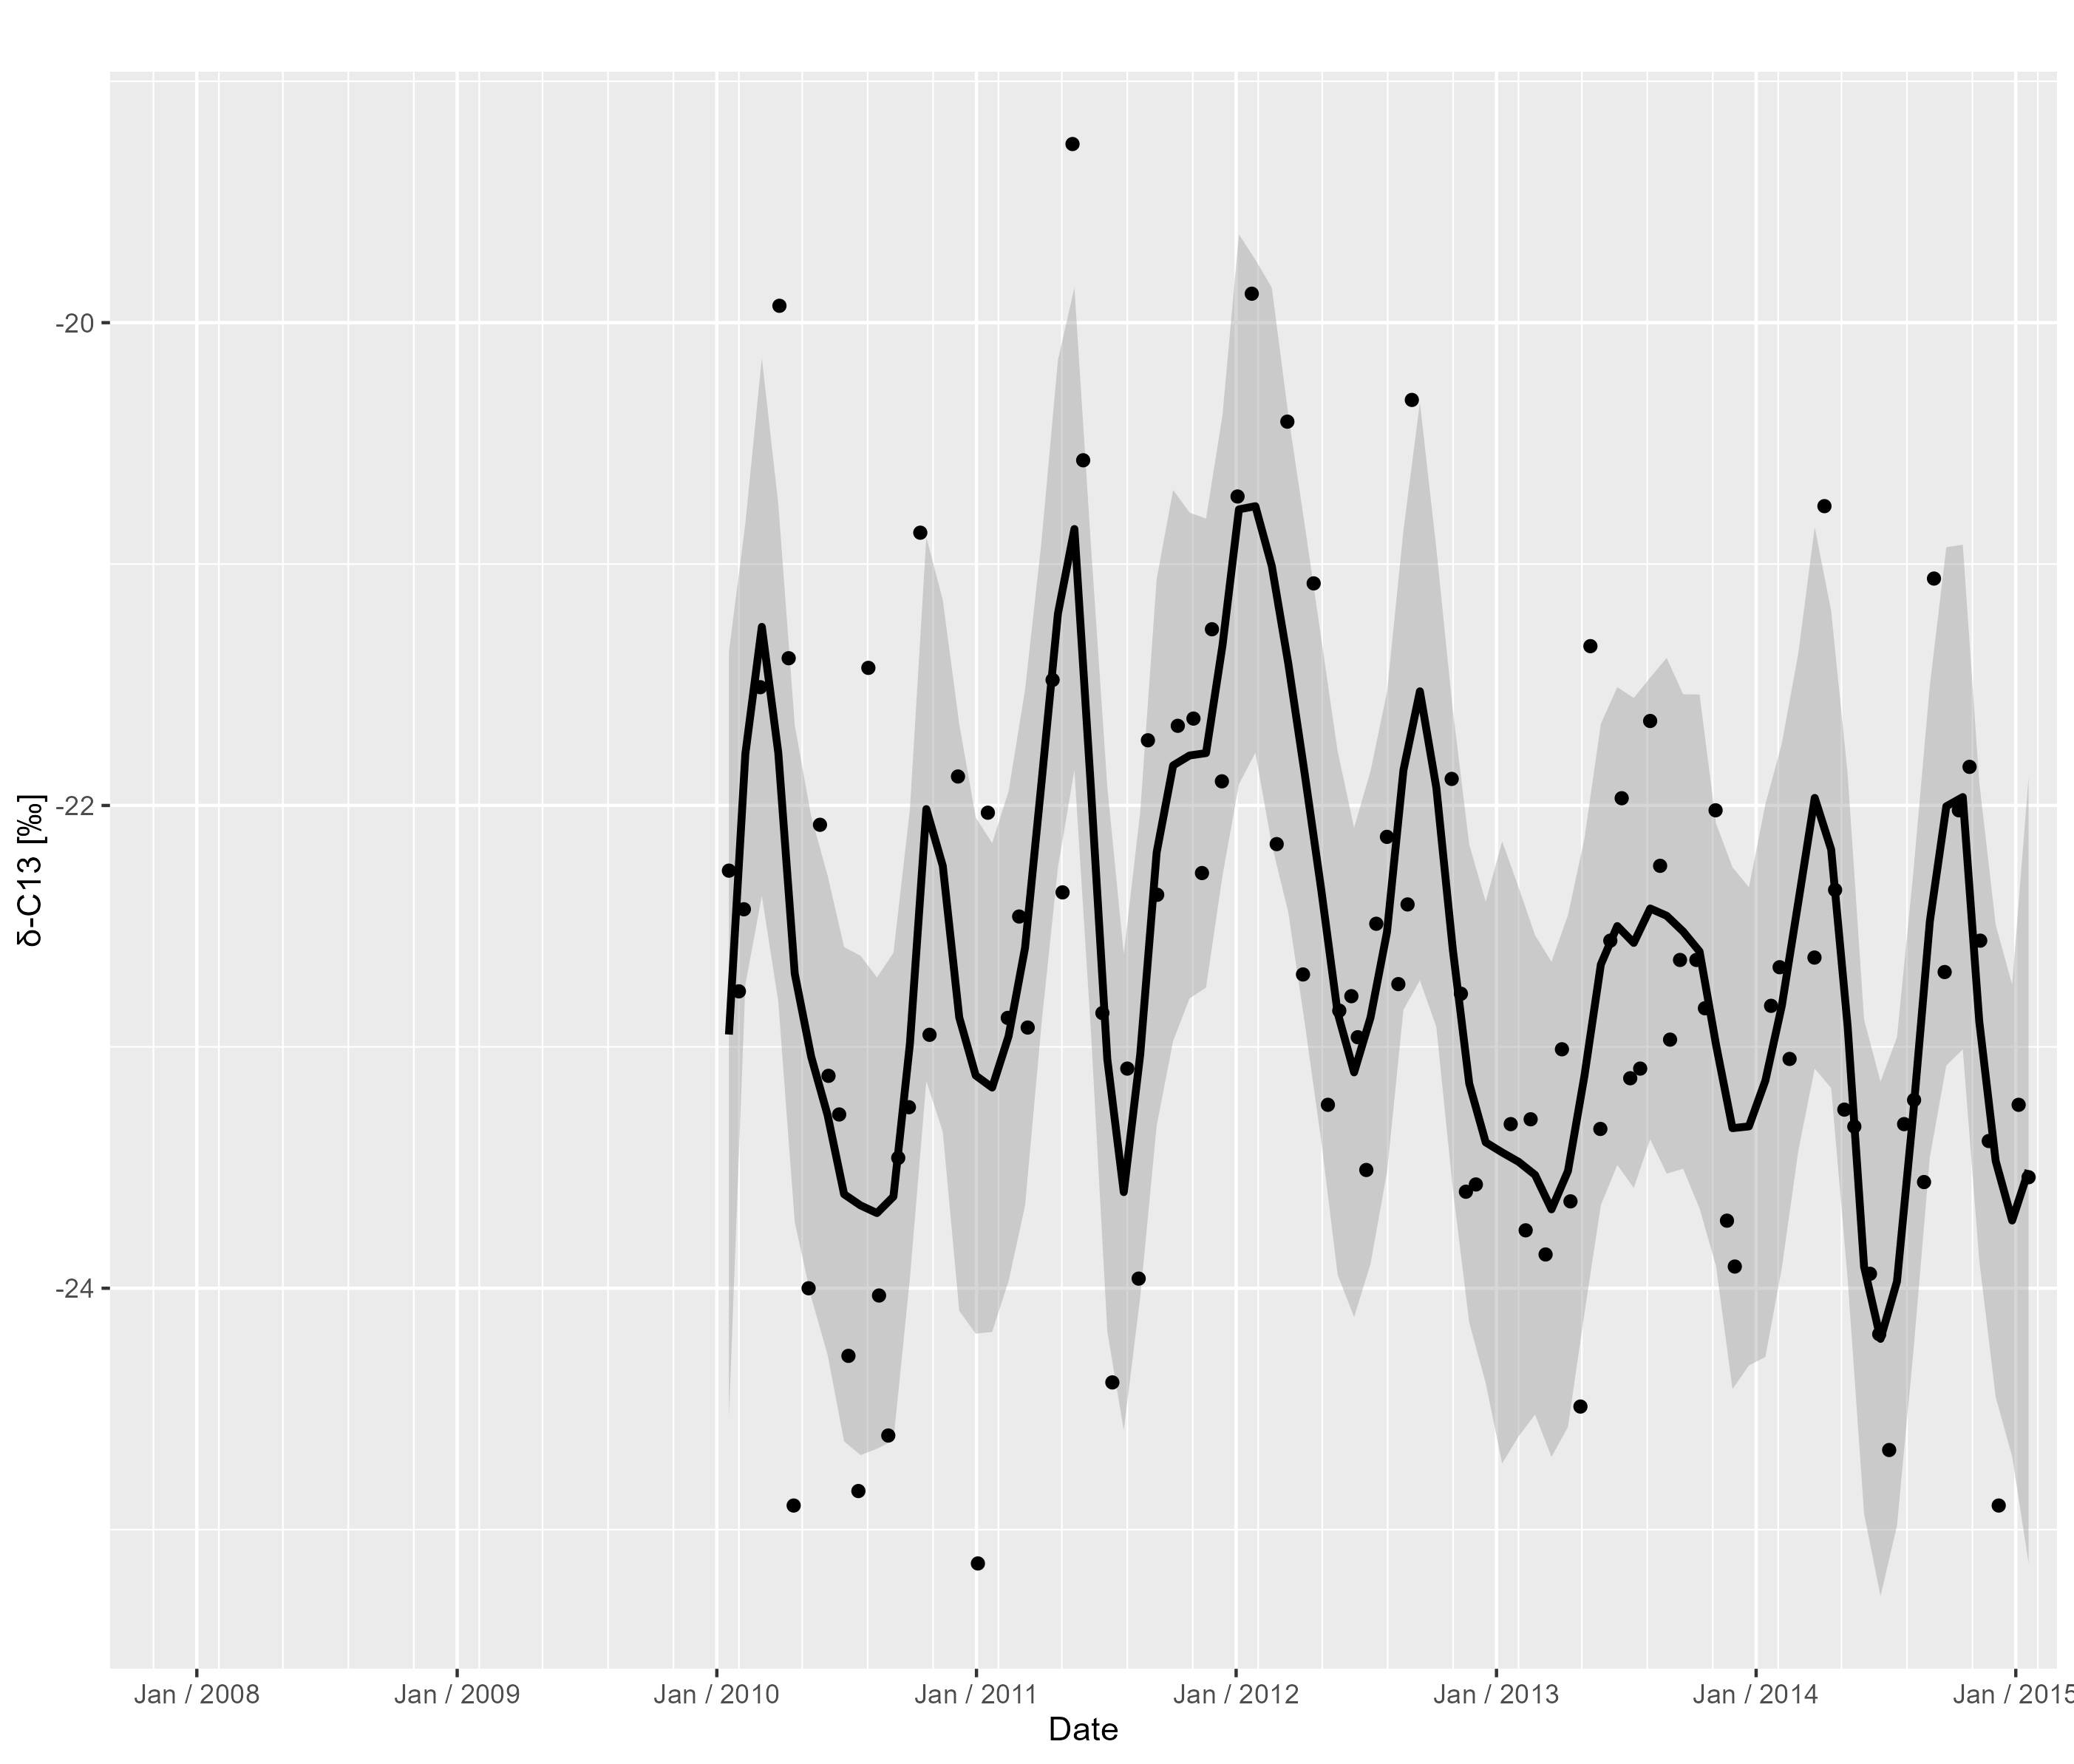 δ-C13 [‰]
-20
-22
-24
Jan / 2008
Jan / 2009
Jan / 2010
Jan / 2011
Jan / 2012
Jan / 2013
Jan / 2014
Jan / 2015
Date